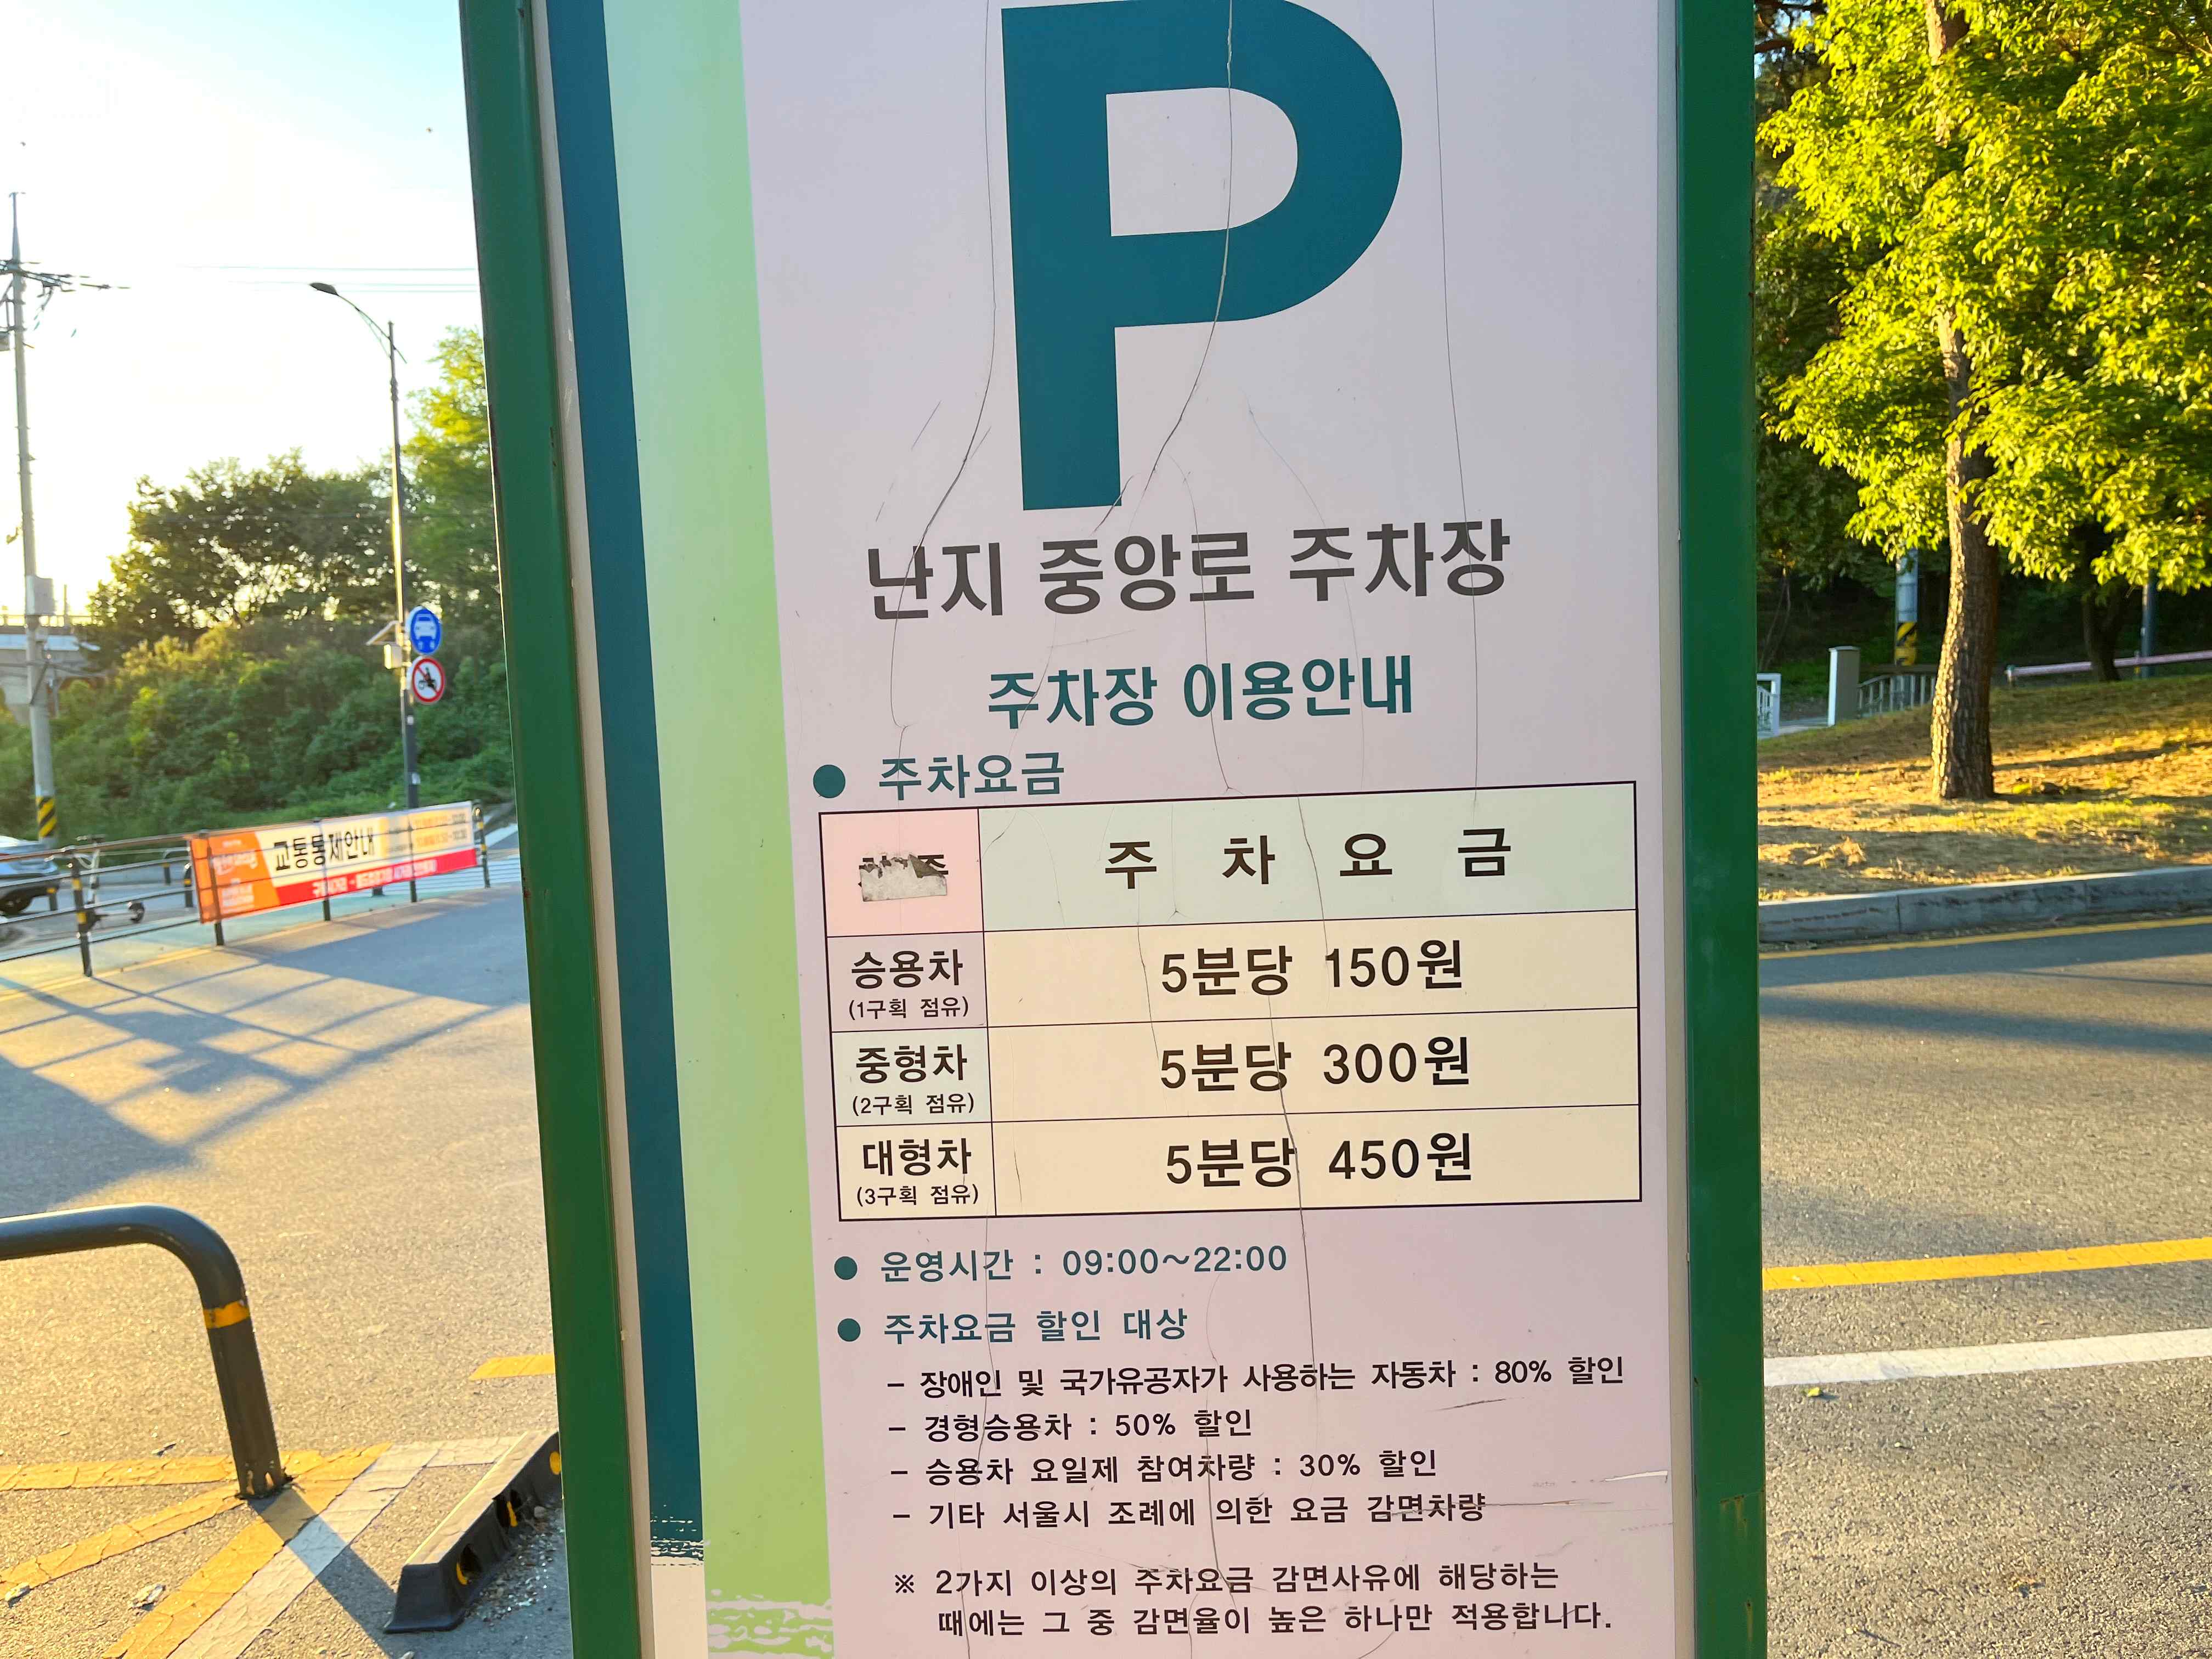 P
난지 중앙로 주차장
주차장 이용안내
● 주차요금
주 차 요 금
승용차
(1구획 점유)
5분당 150원
중형차
(2구획 점유)
5분당 300원
대형차
(3구획 점유)
5분당 450원
● 운영시간 : 09:00~22:00
● 주차요금 할인 대상
- 장애인 및 국가유공자가 사용하는 자동차 : 80% 할인
- 경형승용차 : 50% 할인
- 승용차 요일제 참여차량 : 30% 할인
- 기타 서울시 조례에 의한 요금 감면차량
※ 2가지 이상의 주차요금 감면사유에 해당하는
때에는 그 중 감면율이 높은 하나만 적용합니다.
교통통제안내